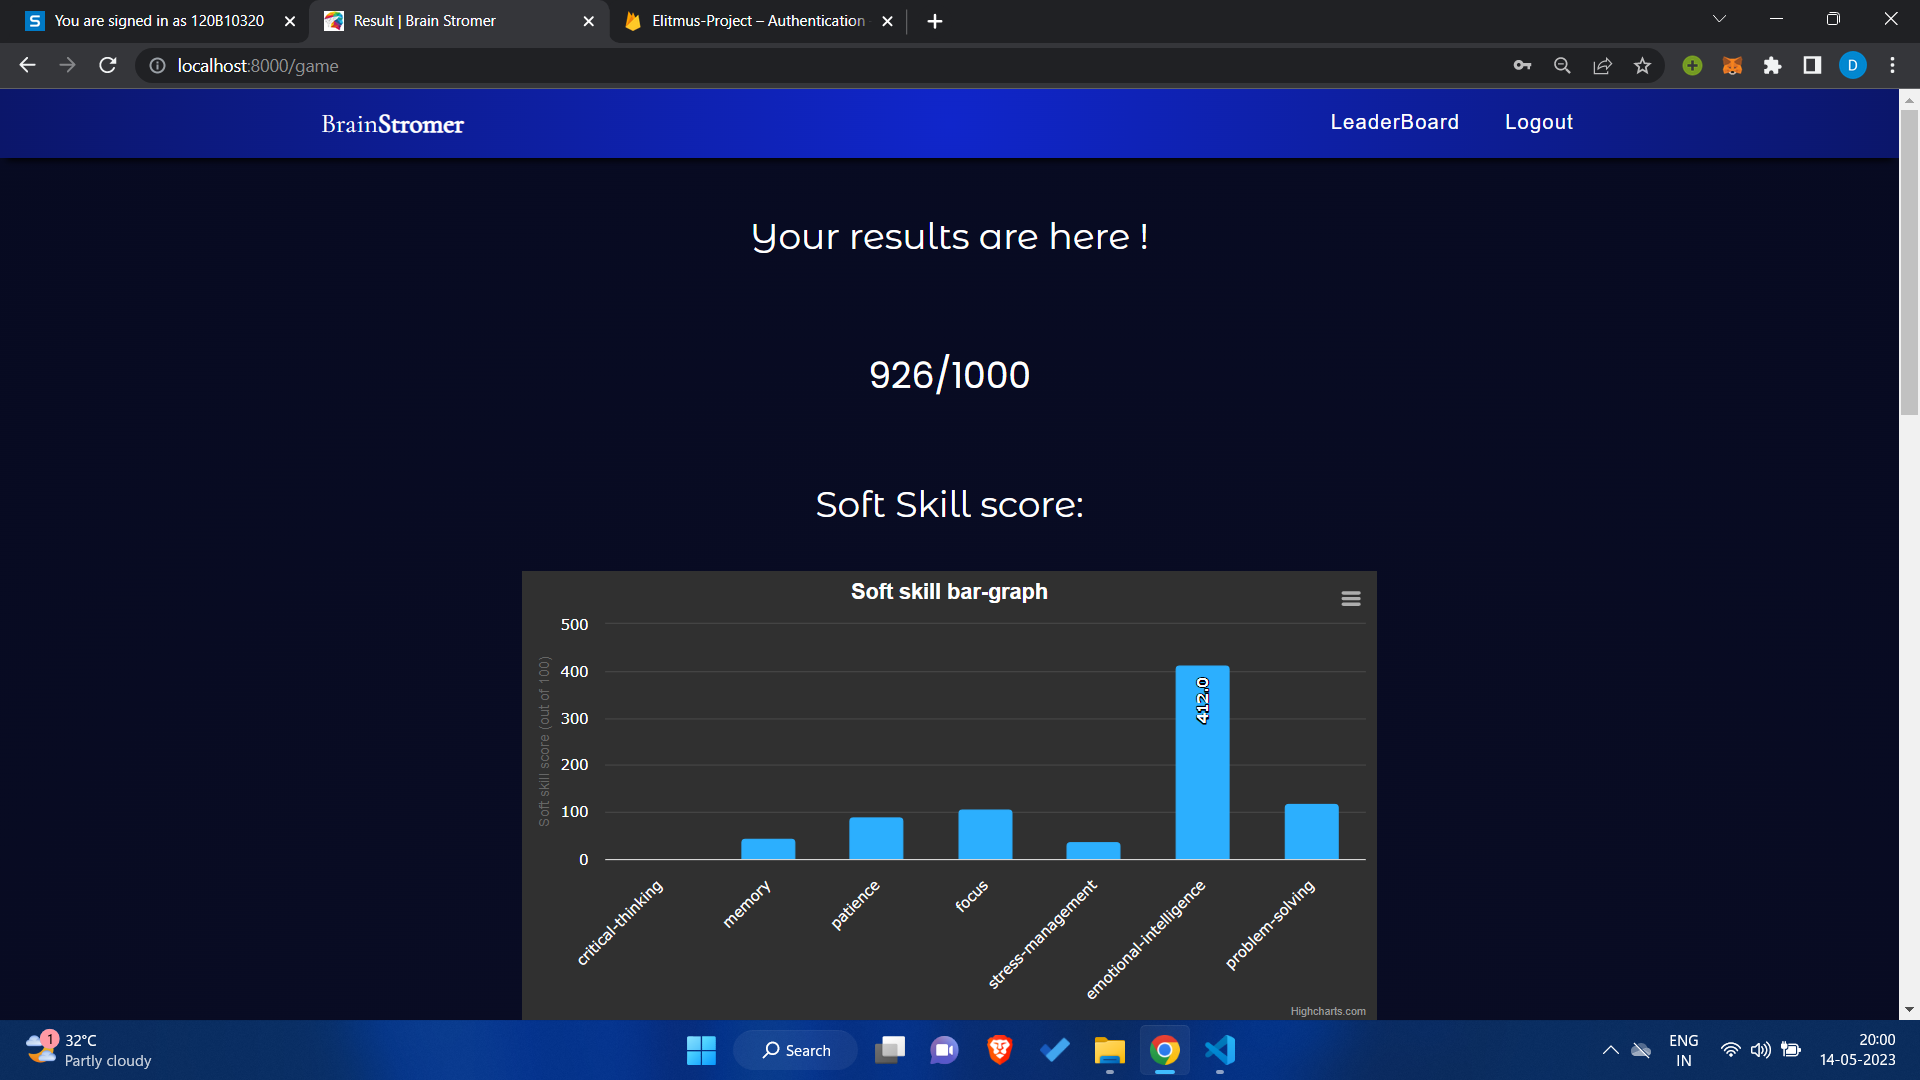 You are signed in as 120B10320
Result | Brain Stromer
Elitmus-Project – Authentication
localhost:8000/game
D
BrainStromer
LeaderBoard
Logout
Your results are here !
926/1000
Soft Skill score:
Soft skill bar-graph
Soft skill score (out of 100)
500
400
300
200
100
0
412.0
critical-thinking
memory
patience
focus
stress-management
emotional-intelligence
problem-solving
Highcharts.com
1
32°C
Partly cloudy
Search
ENG
IN
20:00
14-05-2023